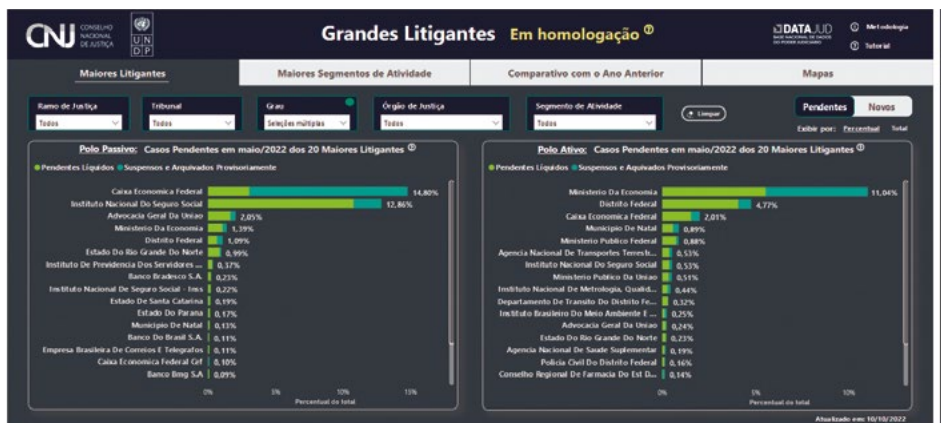 CNJ CONSELHO NACIONAL DE JUSTIÇA
UNDP
Grandes Litigantes Em homologação
DATAJUD
BASE NACIONAL DE DADOS DO PODER JUDICIÁRIO
Metodologia
Tutorial
Maiores Litigantes
Maiores Segmentos de Atividade
Comparativo com o Ano Anterior
Mapas
Ramo de Justiça
Todos
Tribunal
Todos
Grau
Seleções múltiplas
Órgão de Justiça
Todos
Segmento de Atividade
Todos
Limpar
Pendentes
Novos
Exibir por: Percentual Total
Polo Passivo: Casos Pendentes em maio/2022 dos 20 Maiores Litigantes
Pendentes Líquidos Suspensos e Arquivados Provisoriamente
Caixa Economica Federal 14,80%
Instituto Nacional Do Seguro Social 12,86%
Advocacia Geral Da Uniao 2,05%
Ministerio Da Economia 1,39%
Distrito Federal 1,09%
Estado Do Rio Grande Do Norte 0,99%
Instituto De Previdencia Dos Servidores ... 0,37%
Banco Bradesco S.A. 0,23%
Instituto Nacional De Seguro Social - Inss 0,22%
Estado De Santa Catarina 0,19%
Estado Do Parana 0,17%
Municipio De Natal 0,13%
Banco Do Brasil S.A. 0,11%
Empresa Brasileira De Correios E Telegrafos 0,11%
Caixa Economica Federal Cef 0,10%
Banco Bmg S.A 0,09%
0% 5% 10% 15%
Percentual do total
Polo Ativo: Casos Pendentes em maio/2022 dos 20 Maiores Litigantes
Pendentes Líquidos Suspensos e Arquivados Provisoriamente
Ministerio Da Economia 11,04%
Distrito Federal 4,77%
Caixa Economica Federal 2,01%
Municipio De Natal 0,89%
Ministerio Publico Federal 0,88%
Agencia Nacional De Transportes Terrestr... 0,53%
Instituto Nacional Do Seguro Social 0,53%
Ministerio Publico Da Uniao 0,51%
Instituto Nacional De Metrologia, Qualid... 0,44%
Departamento De Transito Do Distrito Fe... 0,32%
Instituto Brasileiro Do Meio Ambiente E ... 0,25%
Advocacia Geral Da Uniao 0,24%
Estado Do Rio Grande Do Norte 0,23%
Agencia Nacional De Saude Suplementar 0,19%
Policia Civil Do Distrito Federal 0,16%
Conselho Regional De Farmacia Do Est D... 0,14%
0% 5% 10%
Percentual do total
Atualizado em: 10/10/2022